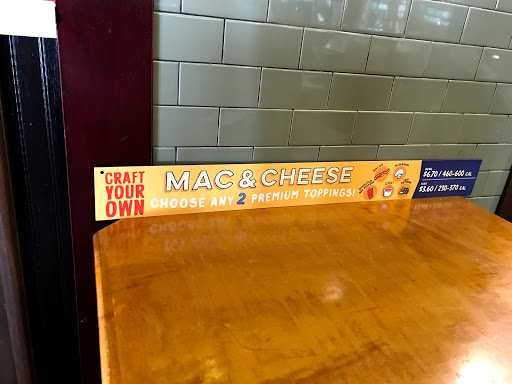 CRAFT
YOUR
OWN
MAC & CHEESE
CHOOSE ANY 2 PREMIUM TOPPINGS!
$6.70 / 460-600 CAL
$3.60 / 230-370 CAL